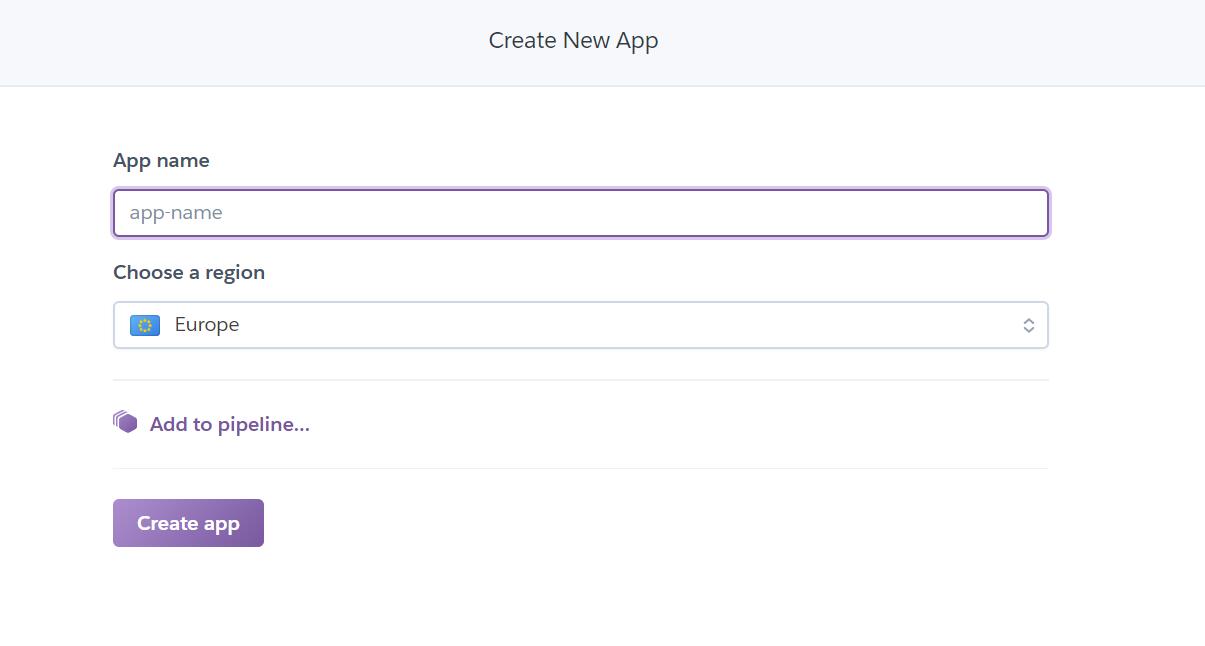 Create New App
App name
app-name
Choose a region
Europe
Add to pipeline...
Create app